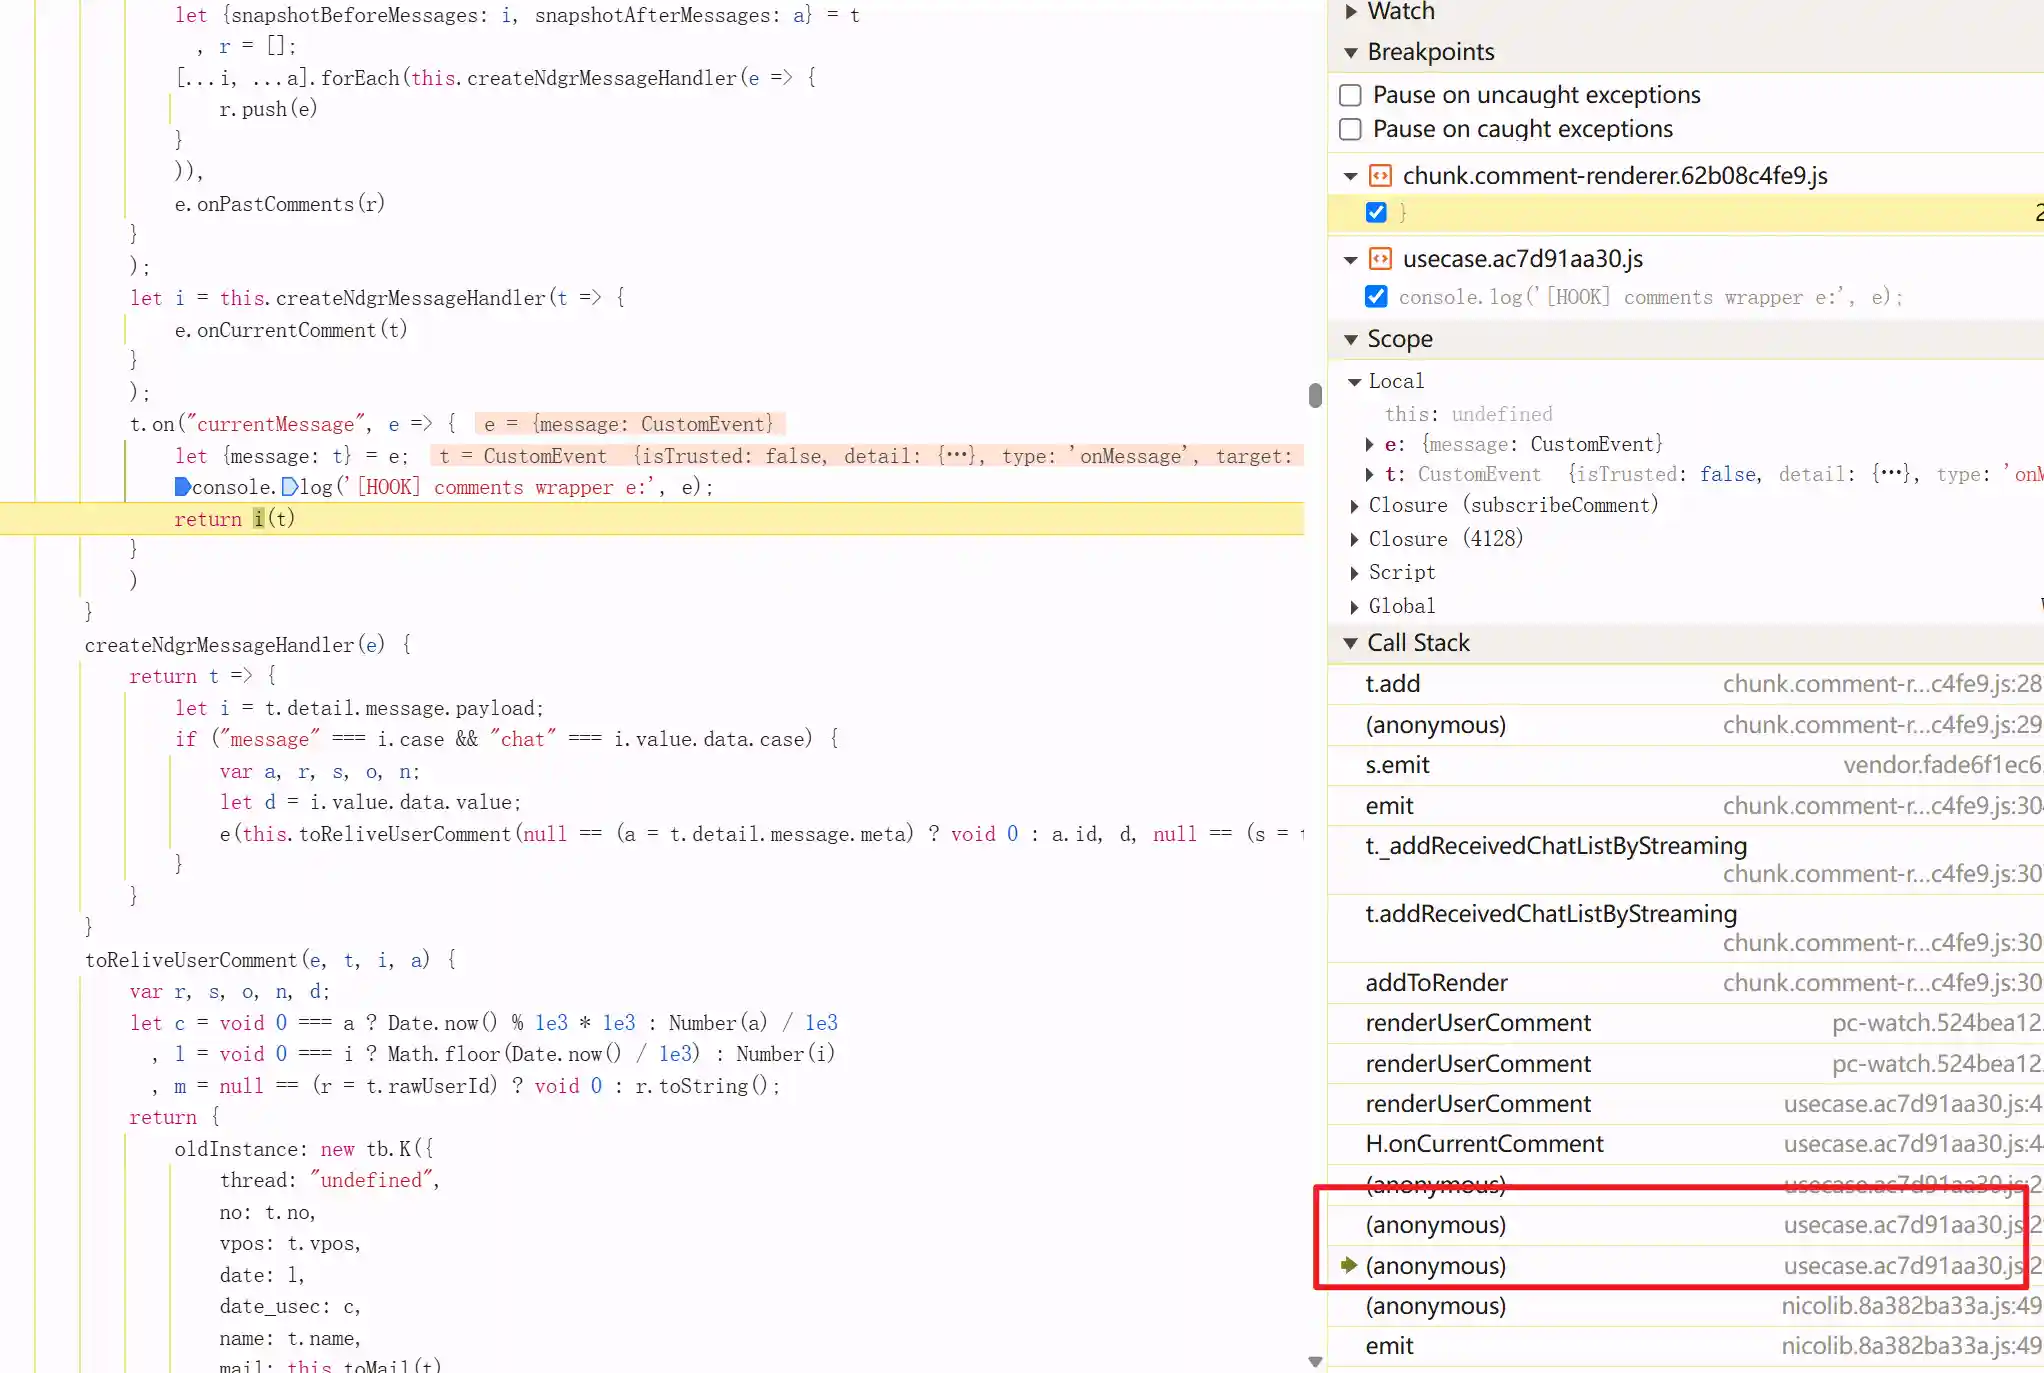 let {snapshotBeforeMessages: i, snapshotAfterMessages: a} = t
, r = [];
[...i, ...a].forEach(this.createNdgrMessageHandler(e => {
r.push(e)
}
)),
e.onPastComments(r)
}
);
let i = this.createNdgrMessageHandler(t => {
e.onCurrentComment(t)
}
);
t.on("currentMessage", e => { e = {message: CustomEvent}
let {message: t} = e; t = CustomEvent {isTrusted: false, detail: {…}, type: 'onMessage', target:
console.log('[HOOK] comments wrapper e:', e);
return i(t)
}
)
}
createNdgrMessageHandler(e) {
return t => {
let i = t.detail.message.payload;
if ("message" === i.case && "chat" === i.value.data.case) {
var a, r, s, o, n;
let d = i.value.data.value;
e(this.toReliveUserComment(null == (a = t.detail.message.meta) ? void 0 : a.id, d, null == (s =
}
}
}
toReliveUserComment(e, t, i, a) {
var r, s, o, n, d;
let c = void 0 === a ? Date.now() % 1e3 * 1e3 : Number(a) / 1e3
, l = void 0 === i ? Math.floor(Date.now() / 1e3) : Number(i)
, m = null == (r = t.rawUserId) ? void 0 : r.toString();
return {
oldInstance: new tb.K({
thread: "undefined",
no: t.no,
vpos: t.vpos,
date: l,
date_usec: c,
name: t.name,
mail: this.toMail(t)
Watch
Breakpoints
Pause on uncaught exceptions
Pause on caught exceptions
chunk.comment-renderer.62b08c4fe9.js
} 2
usecase.ac7d91aa30.js
console.log('[HOOK] comments wrapper e:', e);
Scope
Local
this: undefined
e: {message: CustomEvent}
t: CustomEvent {isTrusted: false, detail: {…}, type: 'onM
Closure (subscribeComment)
Closure (4128)
Script
Global
Call Stack
t.add chunk.comment-r…c4fe9.js:28
(anonymous) chunk.comment-r…c4fe9.js:29
s.emit vendor.fade6f1ec6.
emit chunk.comment-r…c4fe9.js:30
t._addReceivedChatListByStreaming
chunk.comment-r…c4fe9.js:30
t.addReceivedChatListByStreaming
chunk.comment-r…c4fe9.js:30
addToRender chunk.comment-r…c4fe9.js:30
renderUserComment pc-watch.524bea12.
renderUserComment pc-watch.524bea12.
renderUserComment usecase.ac7d91aa30.js:4
H.onCurrentComment usecase.ac7d91aa30.js:4
(anonymous) usecase.ac7d91aa30.js:2
(anonymous) usecase.ac7d91aa30.js:2
(anonymous) usecase.ac7d91aa30.js:2
(anonymous) nicolib.8a382ba33a.js:49
emit nicolib.8a382ba33a.js:49